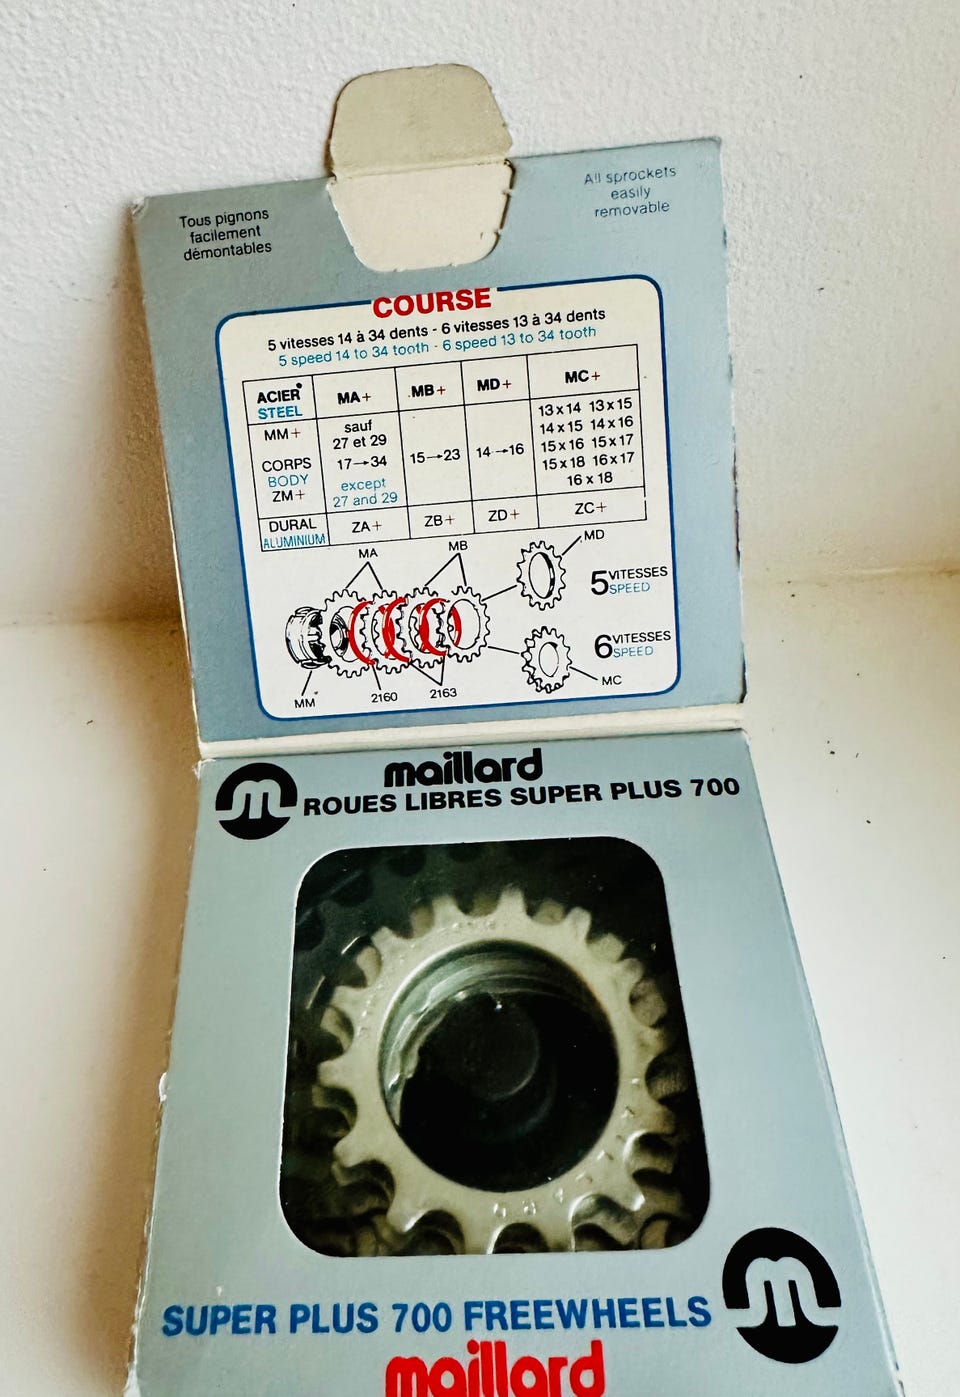 Tous pignons
facilement
démontables
All sprockets
easily
removable
COURSE
5 vitesses 14 à 34 dents - 6 vitesses 13 à 34 dents
5 speed 14 to 34 tooth - 6 speed 13 to 34 tooth
ACIER
STEEL
MA+
MB+
MD+
MC+
MM+
CORPS
BODY
ZM+
sauf
27 et 29
17→34
except
27 and 29
15→23
14→16
13x14 13x15
14x15 14x16
15x16 15x17
15x18 16x17
16x18
DURAL
ALUMINIUM
ZA+
ZB+
ZD+
ZC+
MA
MB
MD
5 VITESSES
SPEED
6 VITESSES
SPEED
MM
2160
2163
MC
maillard
m ROUES LIBRES SUPER PLUS 700
SUPER PLUS 700 FREEWHEELS
m
maillard